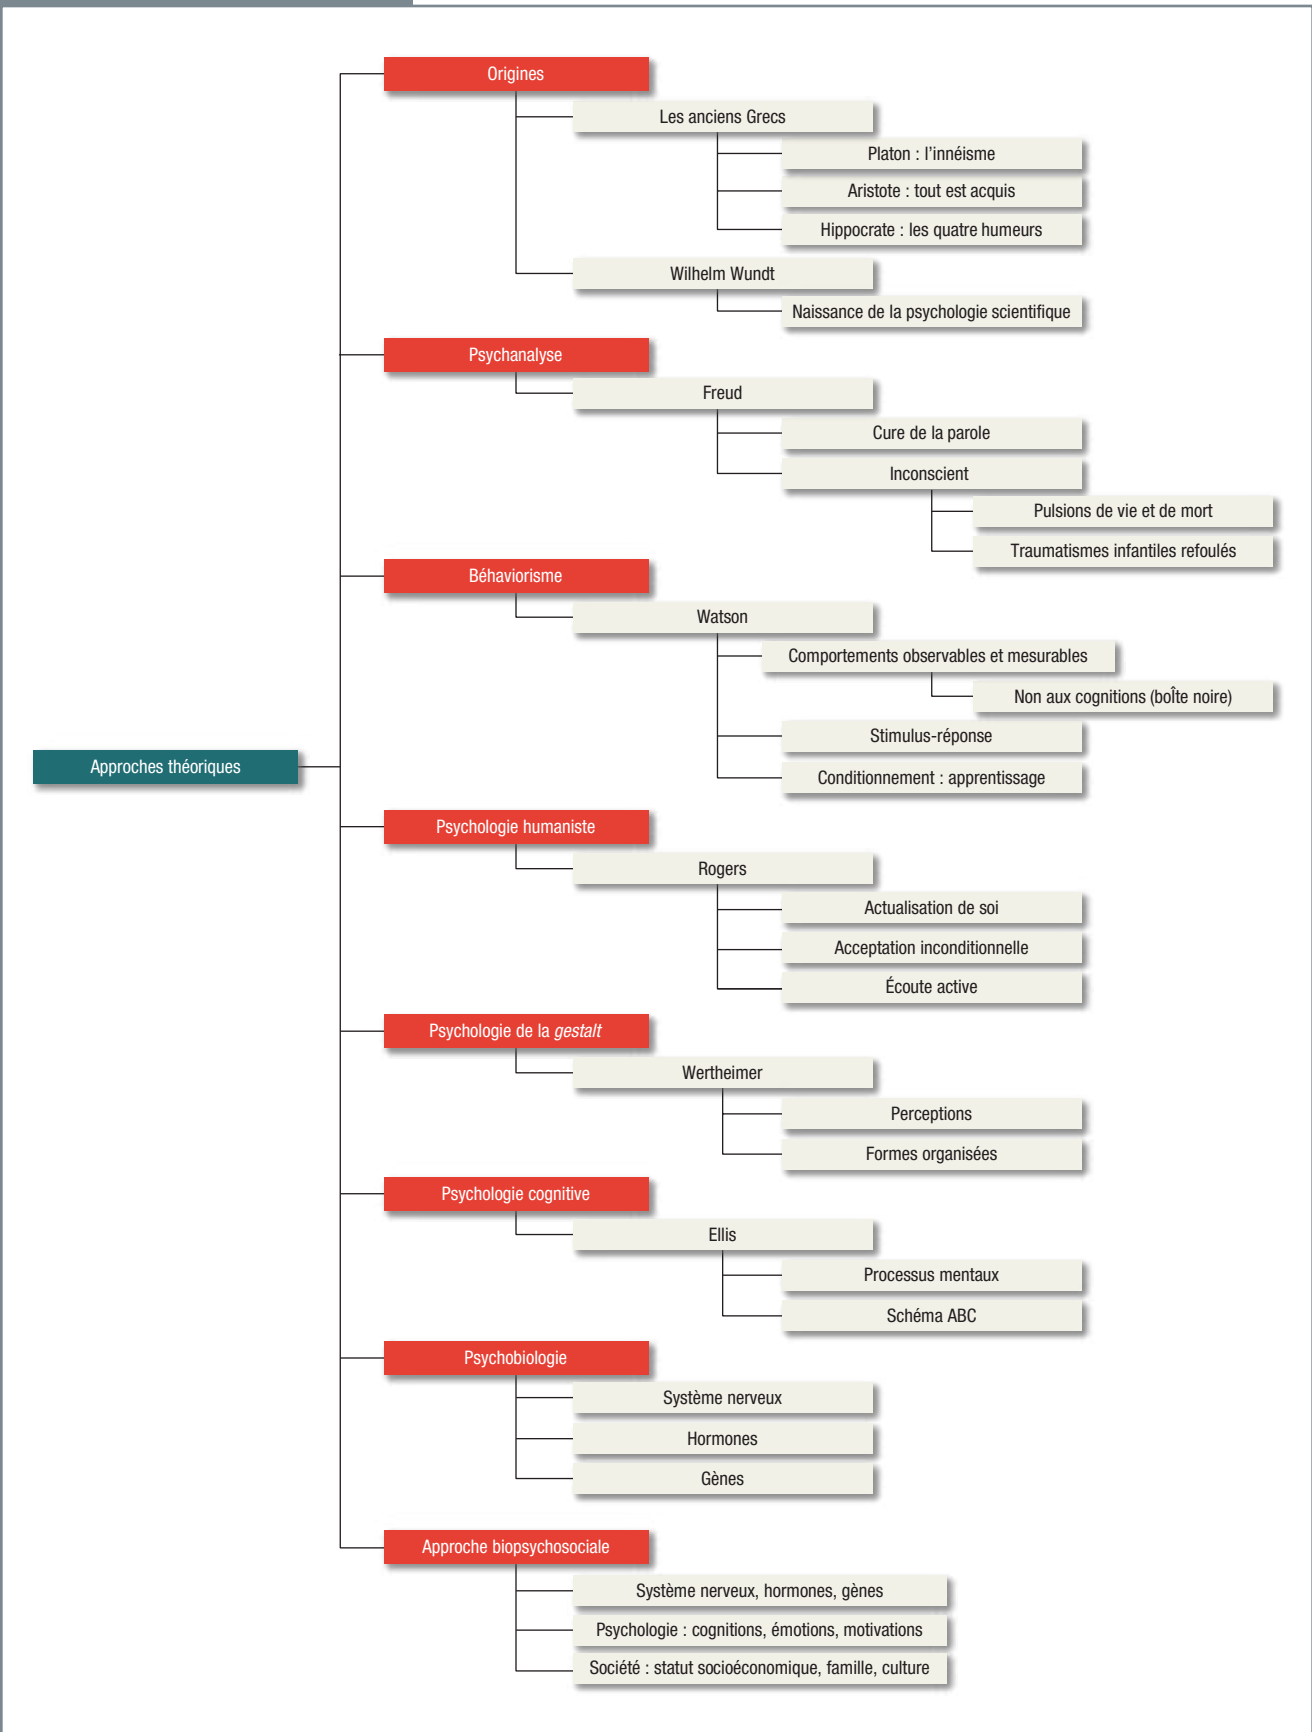 Origines
Les anciens Grecs
Platon : l'innéisme
Aristote : tout est acquis
Hippocrate : les quatre humeurs
Wilhelm Wundt
Naissance de la psychologie scientifique
Psychanalyse
Freud
Cure de la parole
Inconscient
Pulsions de vie et de mort
Traumatismes infantiles refoulés
Béhaviorisme
Watson
Comportements observables et mesurables
Non aux cognitions (boÎte noire)
Stimulus-réponse
Approches théoriques
Conditionnement : apprentissage
Psychologie humaniste
Rogers
Actualisation de soi
Acceptation inconditionnelle
Écoute active
Psychologie de la gestalt
Wertheimer
Perceptions
Formes organisées
Psychologie cognitive
Ellis
Processus mentaux
Schéma ABC
Psychobiologie
Système nerveux
Hormones
Gènes
Approche biopsychosociale
Système nerveux, hormones, gènes
Psychologie : cognitions, émotions, motivations
Société : statut socioéconomique, famille, culture